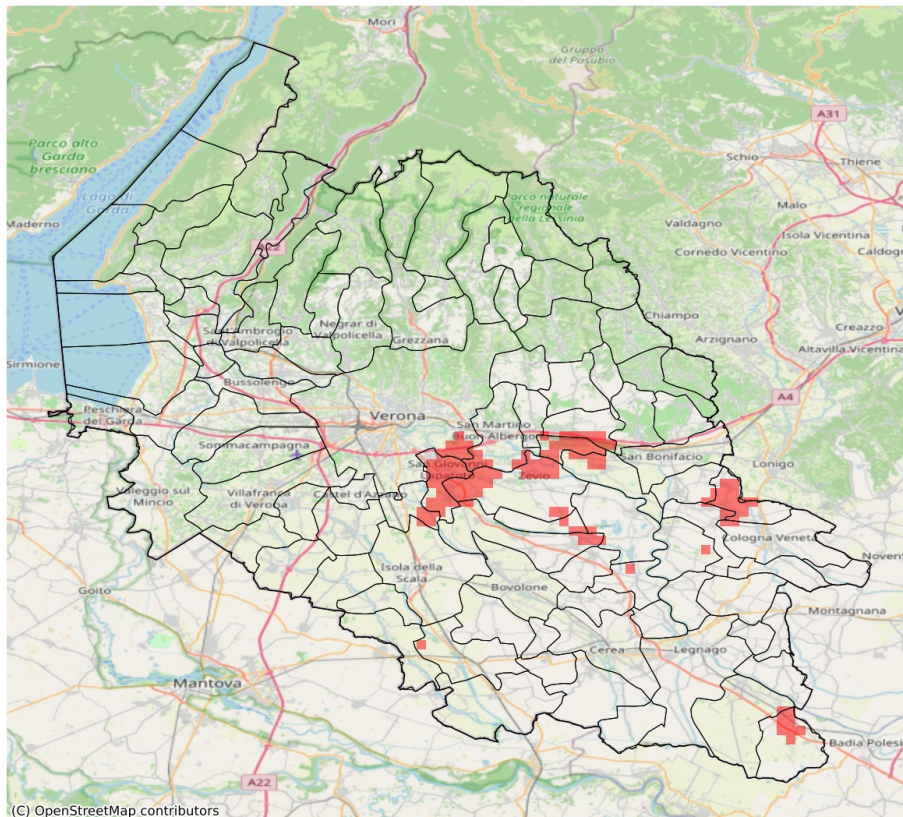 Mori
Gruppo
del Pasubio
A31
Schio
Thiene
Parco alto
Garda
bresciano
Lago di
Garda
Parco naturale
regionale
della Lessinia
Malo
Maderno
Valdagno
Isola Vicentina
A22
Cornedo Vicentino
Caldogn
Chiampo
Sant'Ambrogio
di Valpolicella
Negrar di
Valpolicella
Grezzana
Arzignano
Creazzo
Altavilla Vicentina
Sirmione
Bussolengo
A4
Peschiera
del Garda
Verona
San Martino
Buon Albergo
Sommacampagna
San Giovanni
Lupatoto
Zevio
San Bonifacio
Lonigo
Valeggio sul
Mincio
Villafranca
di Verona
Castel d'Azzano
Cologna Veneta
Isola della
Scala
Noven
Goito
Bovolone
Montagnana
Cerea
Legnago
Mantova
Badia Polesi
A22
(C) OpenStreetMap contributors